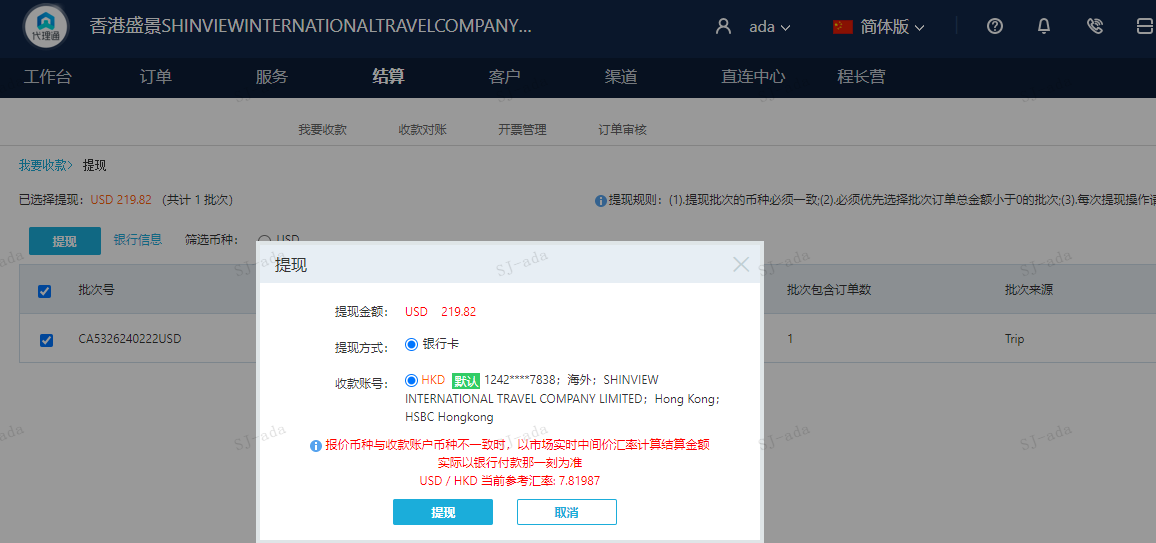 代理通
香港盛景SHINVIEWINTERNATIONALTRAVELCOMPANY...
ada
简体版
工作台 订单 服务 结算 客户 渠道 直连中心 程长营
我要收款 收款对账 开票管理 订单审核
我要收款> 提现
已选择提现： USD 219.82 （共计 1 批次）
提现规则：(1).提现批次的币种必须一致;(2).必须优先选择批次订单总金额小于0的批次;(3).每次提现操作请
提现 银行信息 筛选币种： USD
批次号 批次包含订单数 批次来源
CA5326240222USD 1 Trip
提现
提现金额： USD 219.82
提现方式： 银行卡
收款账号： HKD 默认 1242****7838；海外；SHINVIEW
INTERNATIONAL TRAVEL COMPANY LIMITED；Hong Kong；
HSBC Hongkong
报价币种与收款账户币种不一致时，以市场实时中间价汇率计算结算金额
实际以银行付款那一刻为准
USD / HKD 当前参考汇率: 7.81987
提现 取消
SJ-ada
SJ-ada
SJ-ada
SJ-ada
SJ-ada
SJ-ada
SJ-ada